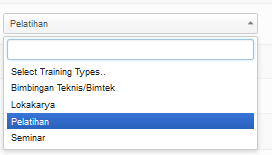 Pelatihan
Select Training Types..
Bimbingan Teknis/Bimtek
Lokakarya
Pelatihan
Seminar